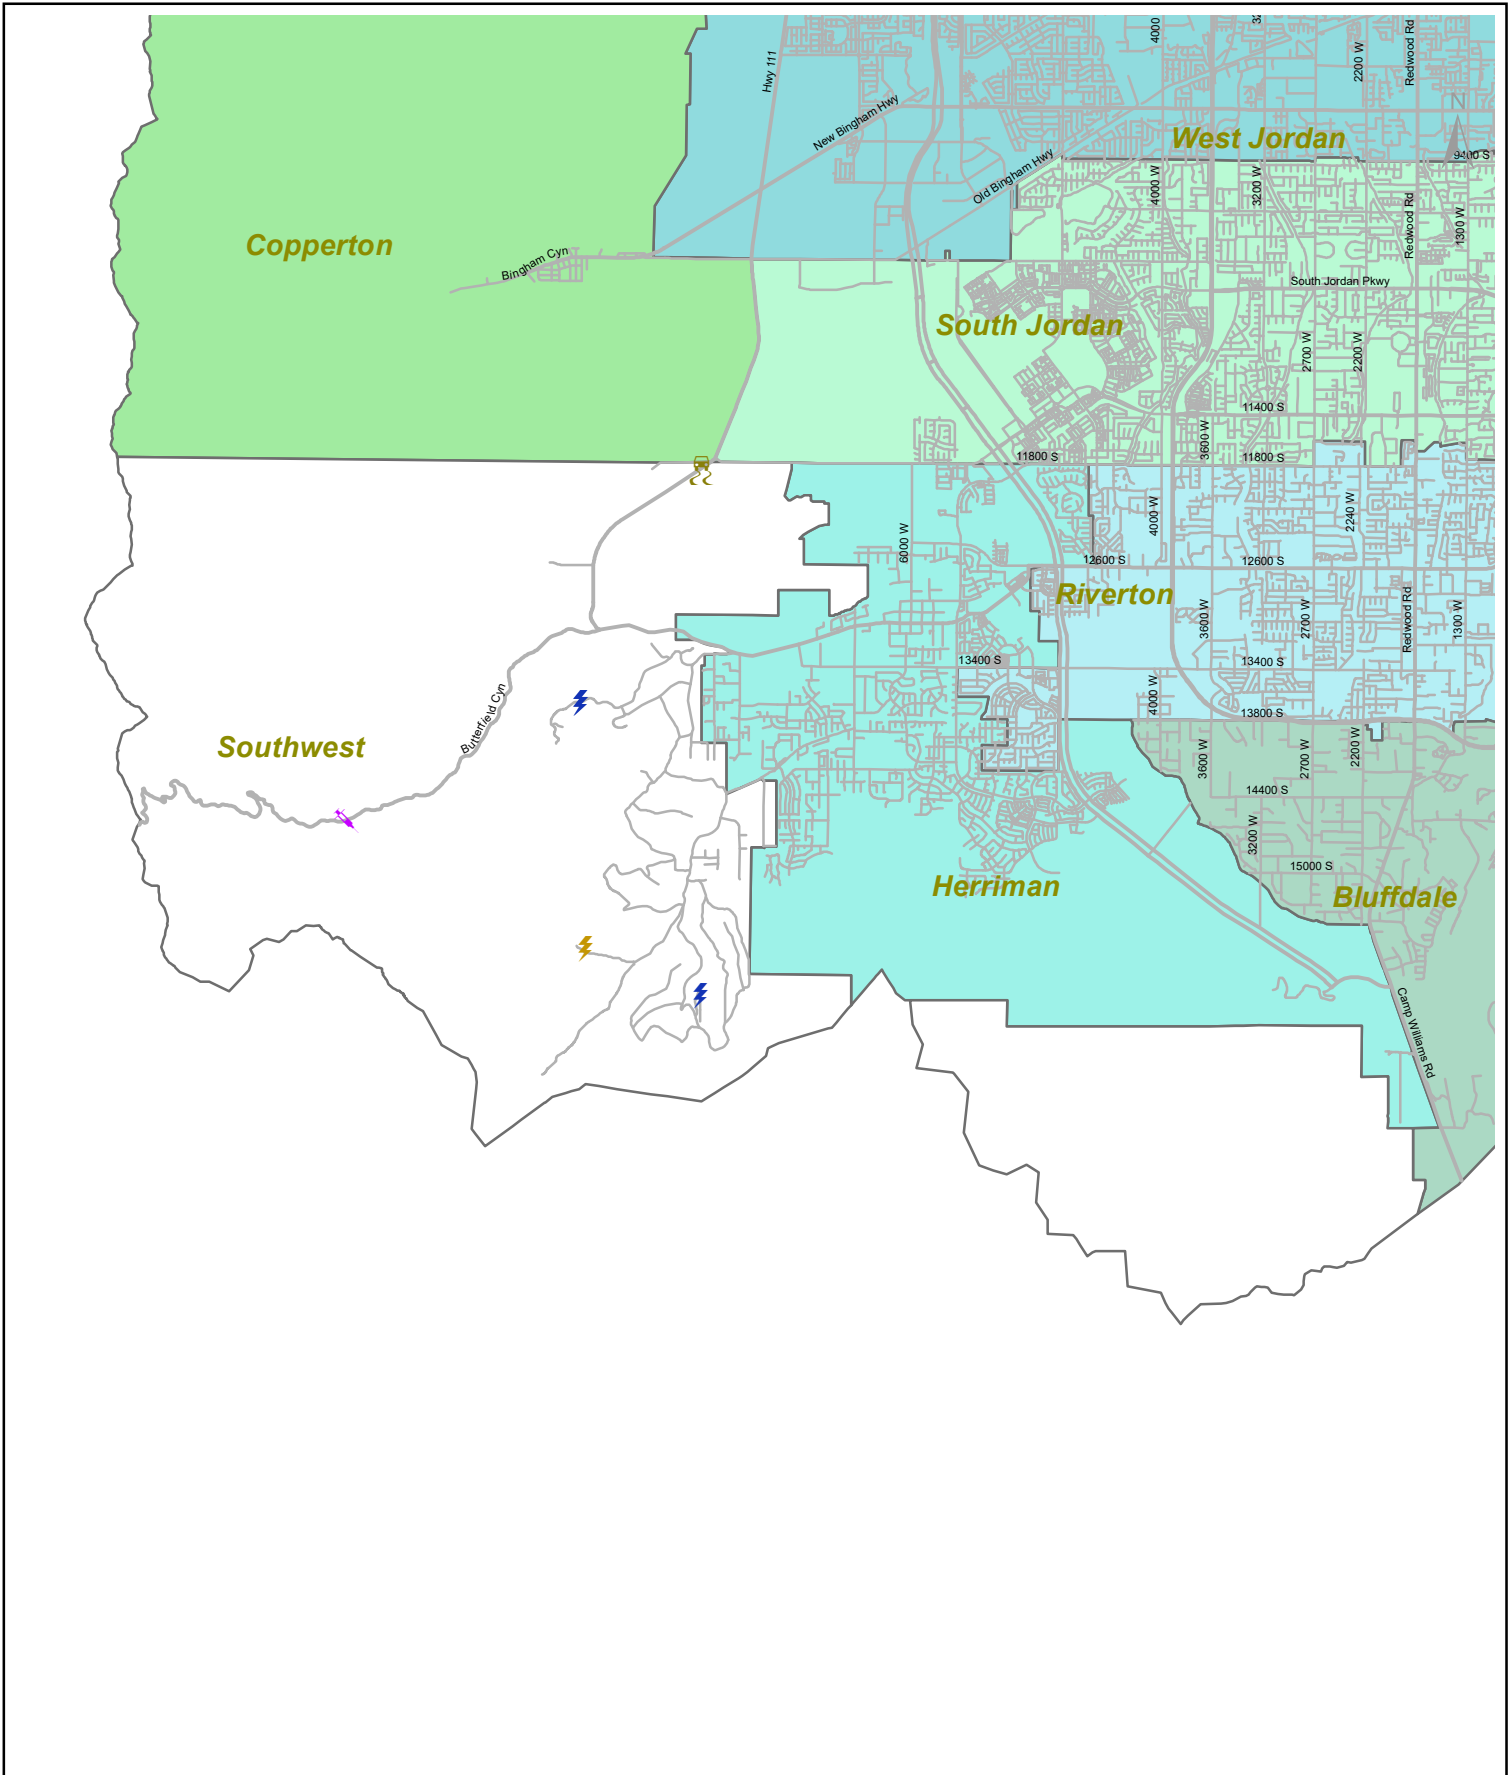 4000
32
2200 W
Redwood Rd
Hwy 111
New Bingham Hwy
N
West Jordan
9400 S
Old Bingham Hwy
4000 W
3200 W
Redwood Rd
1300 W
Copperton
Bingham Cyn
South Jordan Pkwy
South Jordan
2700 W
2200 W
11400 S
3600 W
11800 S
11800 S
6000 W
4000 W
2240 W
12600 S
12600 S
Riverton
3600 W
2700 W
Redwood Rd
1300 W
13400 S
13400 S
4000 W
13800 S
Butterfield Cyn
Southwest
3600 W
2700 W
2200 W
14400 S
3200 W
15000 S
Herriman
Bluffdale
Camp Williams Rd